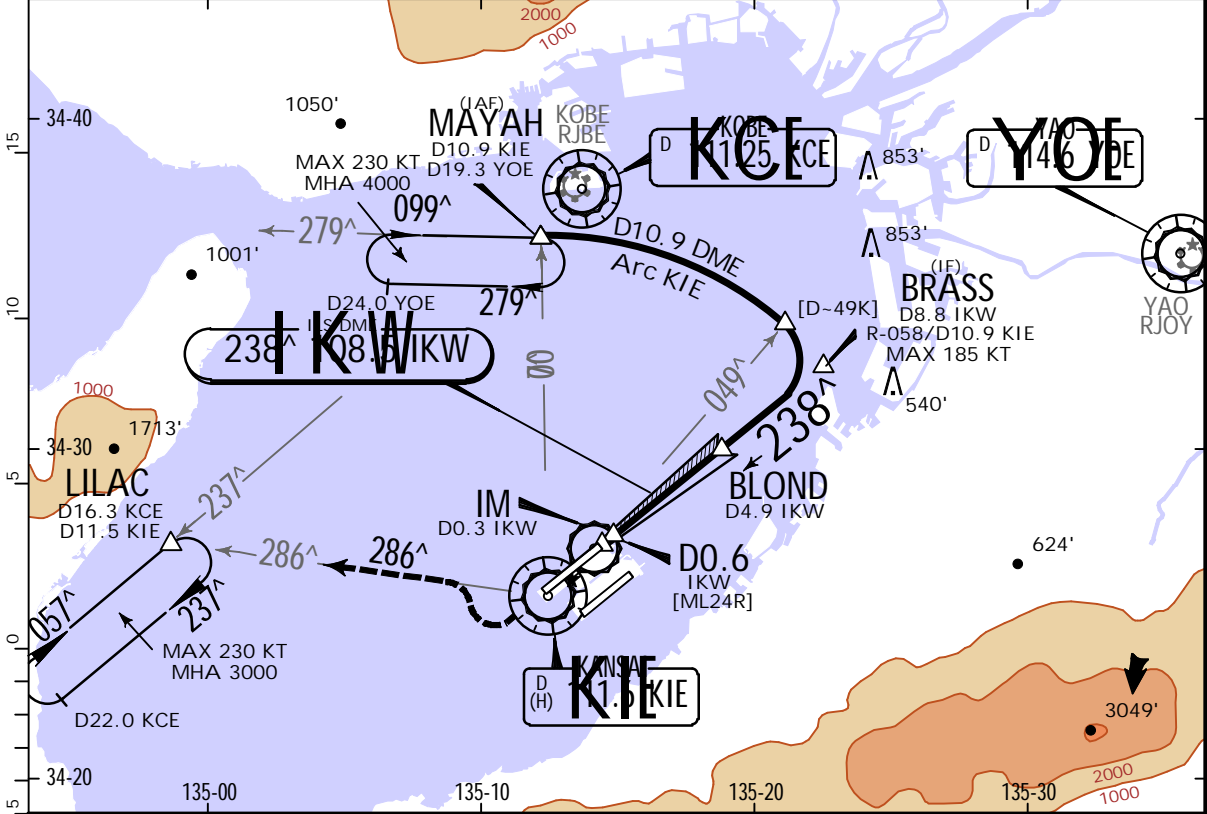 2000
1000
1050'
34-40
15
(IAF)
MAYAH
D10.9 KIE
D19.3 YOE
KOBE
RJBE
KOBE
D
KCE
853'
YAO
D
YOE
MAX 230 KT
MHA 4000
099^
279^
D10.9 DME
Arc KIE
853'
1001'
279^
D24.0 YOE
10
[D~49K]
(IF)
BRASS
D8.8 IKW
R-058/D10.9 KIE
MAX 185 KT
YAO
RJOY
ILS DME
238^ 108.5 IKW
IKW
049^
238^
540'
1000
1713'
34-30
5
LILAC
D16.3 KCE
D11.5 KIE
237^
IM
D0.3 IKW
BLOND
D4.9 IKW
286^
286^
D0.6
IKW
[ML24R]
624'
057^
237^
0
MAX 230 KT
MHA 3000
D22.0 KCE
KANSAI
D
(H)
KIE
3049'
34-20
135-00
135-10
135-20
135-30
2000
1000
5